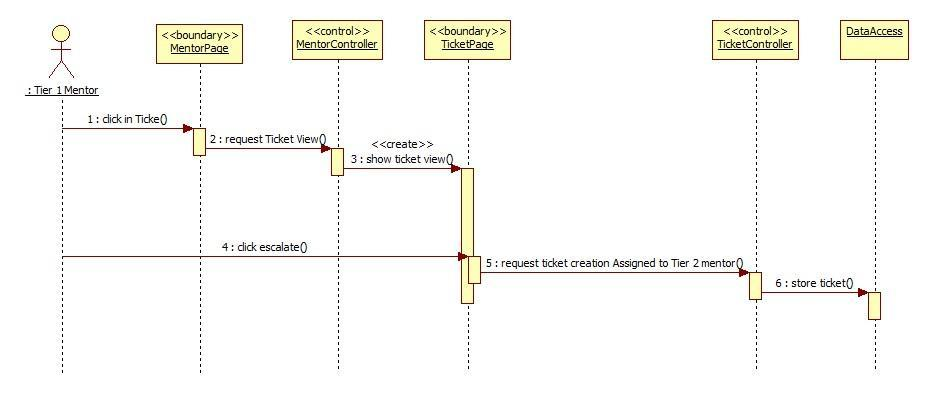 <<boundary>>
MentorPage
<<control>>
MentorController
<<boundary>>
TicketPage
<<control>>
TicketController
DataAccess
: Tier 1 Mentor
1 : click in Ticke()
2 : request Ticket View()
<<create>>
3 : show ticket view()
4 : click escalate()
5 : request ticket creation Assigned to Tier 2 mentor()
6 : store ticket()